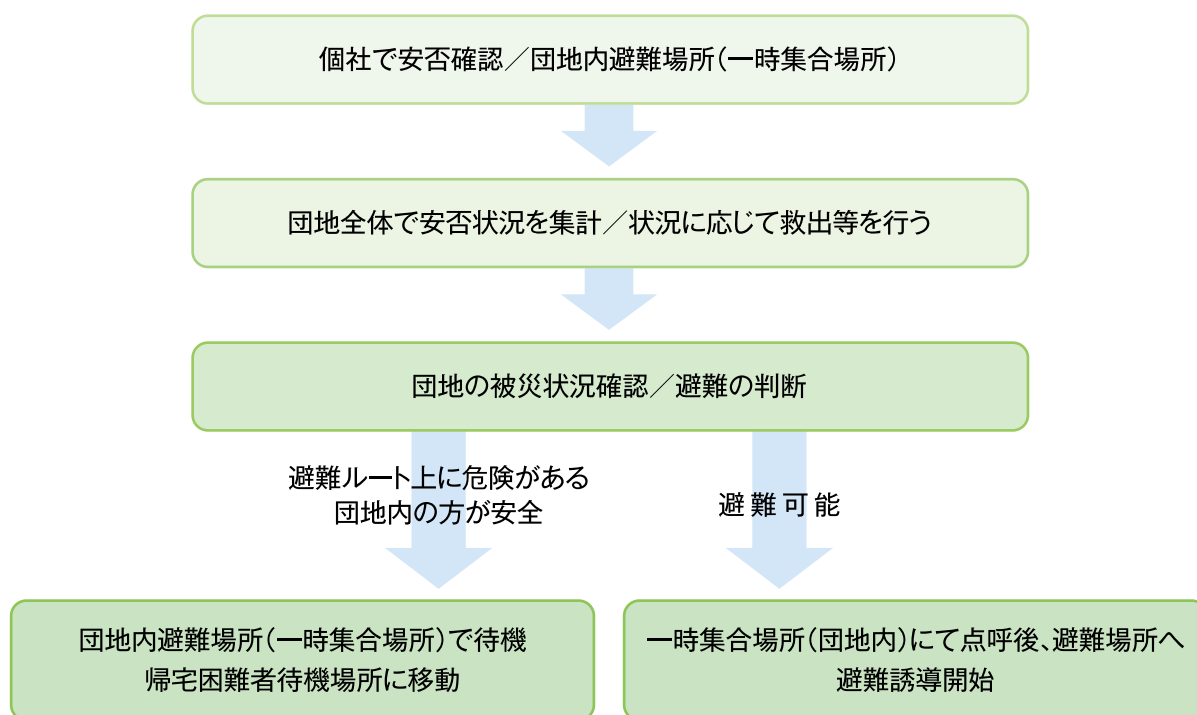 個社で安否確認／団地内避難場所（一時集合場所）
団地全体で安否状況を集計／状況に応じて救出等を行う
団地の被災状況確認／避難の判断
避難ルート上に危険がある
団地内の方が安全
避難可能
団地内避難場所（一時集合場所）で待機
帰宅困難者待機場所に移動
一時集合場所（団地内）にて点呼後、避難場所へ
避難誘導開始